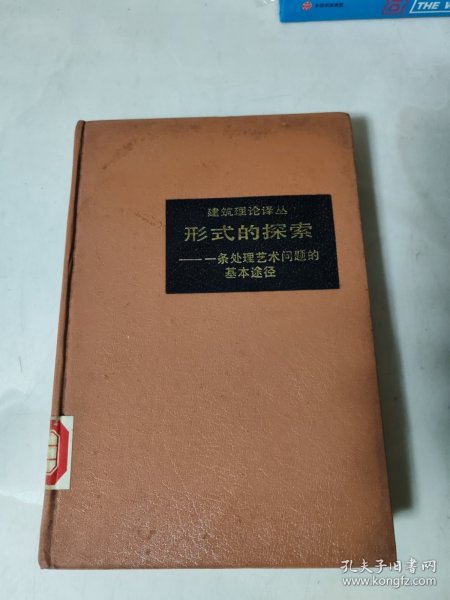 THE W
建筑理论译丛
形式的探索
——一条处理艺术问题的
基本途径
孔夫子旧书网
www.kongfz.com